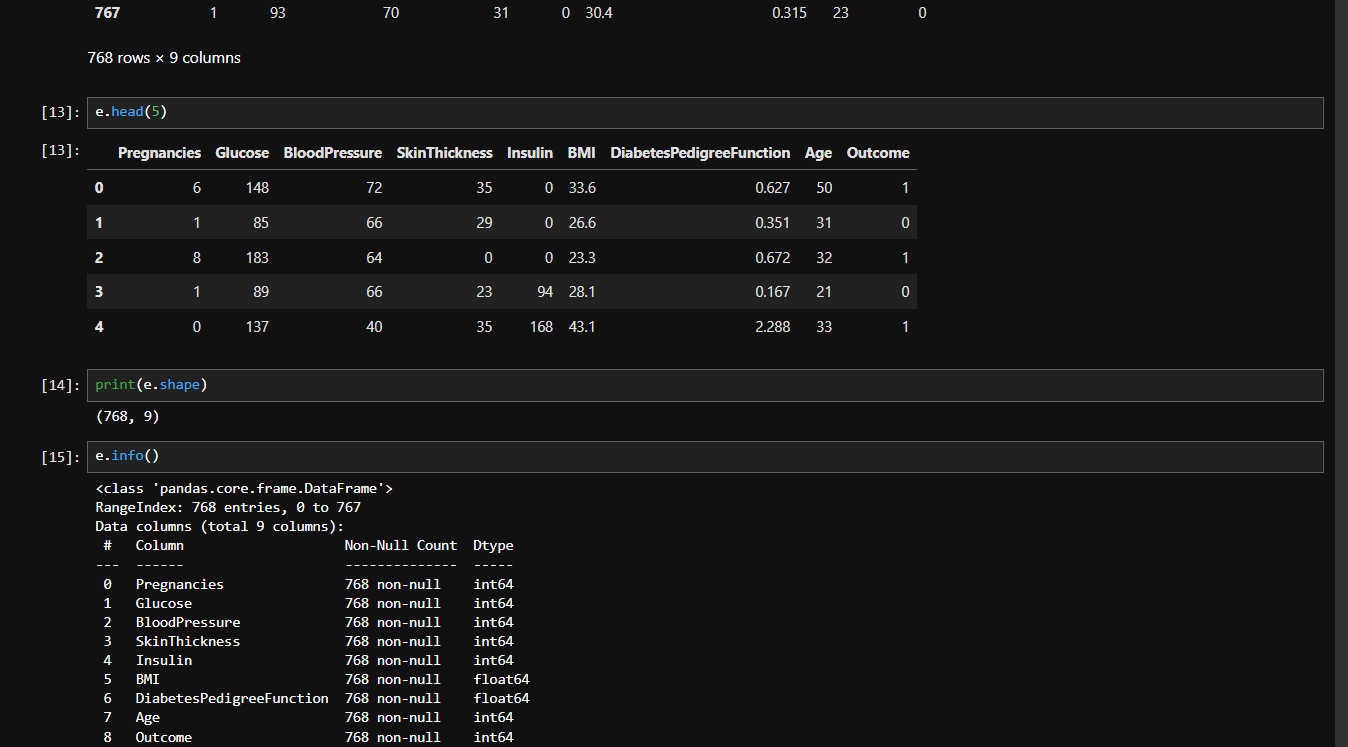 767 1 93 70 31 0 30.4 0.315 23 0
768 rows × 9 columns
[13]: e.head(5)
[13]: Pregnancies Glucose BloodPressure SkinThickness Insulin BMI DiabetesPedigreeFunction Age Outcome
0 6 148 72 35 0 33.6 0.627 50 1
1 1 85 66 29 0 26.6 0.351 31 0
2 8 183 64 0 0 23.3 0.672 32 1
3 1 89 66 23 94 28.1 0.167 21 0
4 0 137 40 35 168 43.1 2.288 33 1
[14]: print(e.shape)
(768, 9)
[15]: e.info()
<class 'pandas.core.frame.DataFrame'>
RangeIndex: 768 entries, 0 to 767
Data columns (total 9 columns):
# Column Non-Null Count Dtype
--- ------ -------------- -----
0 Pregnancies 768 non-null int64
1 Glucose 768 non-null int64
2 BloodPressure 768 non-null int64
3 SkinThickness 768 non-null int64
4 Insulin 768 non-null int64
5 BMI 768 non-null float64
6 DiabetesPedigreeFunction 768 non-null float64
7 Age 768 non-null int64
8 Outcome 768 non-null int64